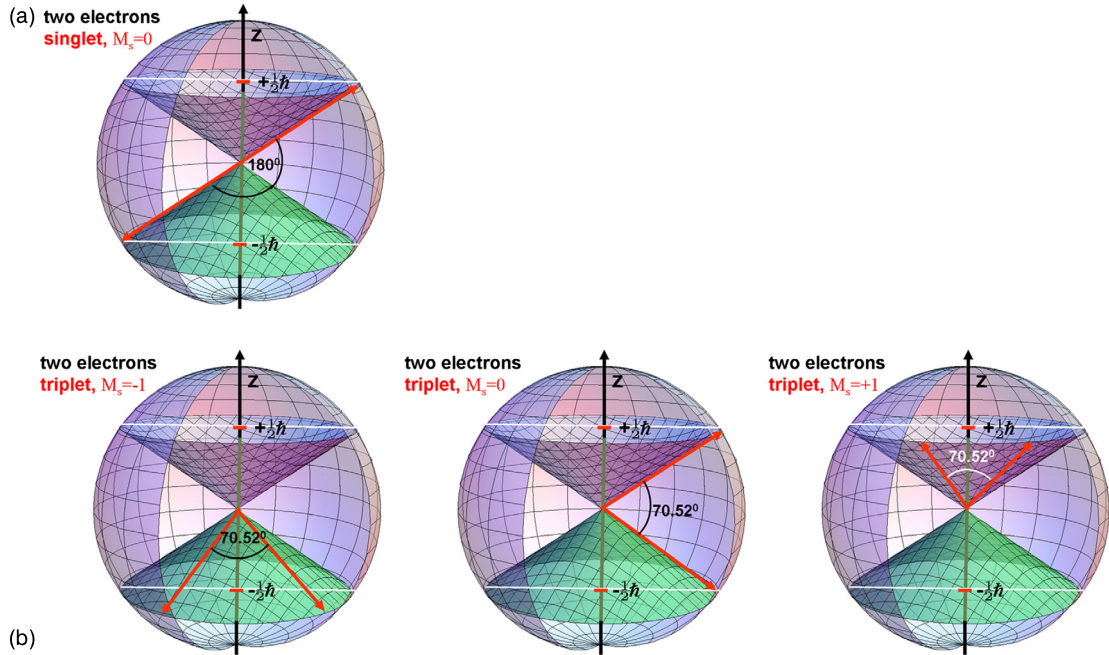 (a)
two electrons
singlet, Mₛ=0
z
+½ħ
180⁰
-½ħ
two electrons
triplet, Mₛ=-1
z
+½ħ
70.52⁰
-½ħ
two electrons
triplet, Mₛ=0
z
+½ħ
70.52⁰
-½ħ
two electrons
triplet, Mₛ=+1
z
+½ħ
70.52⁰
-½ħ
(b)